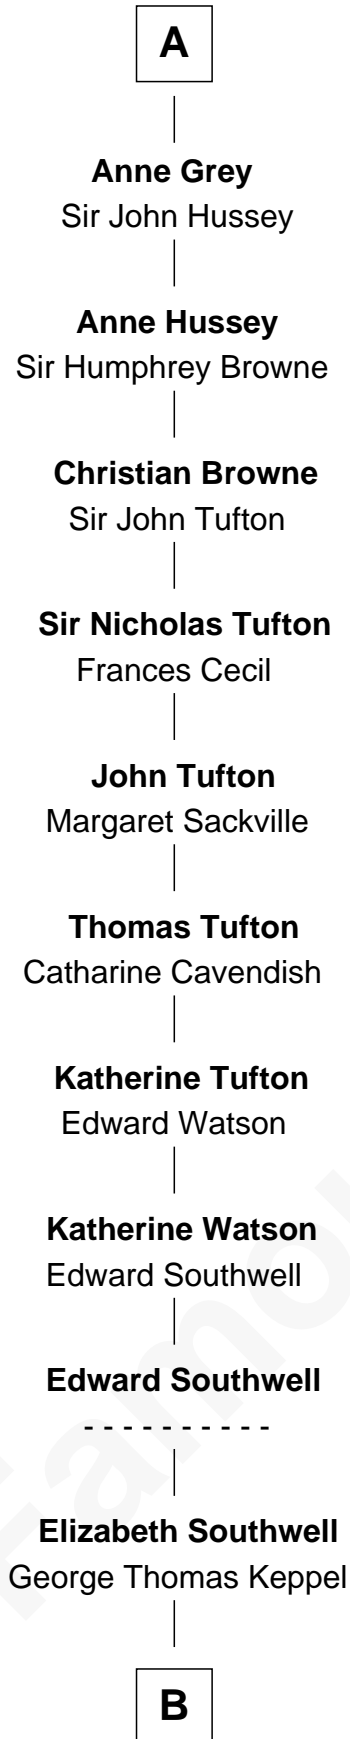 A
Anne Grey
Sir John Hussey
Anne Hussey
Sir Humphrey Browne
Christian Browne
Sir John Tufton
Sir Nicholas Tufton
Frances Cecil
John Tufton
Margaret Sackville
Thomas Tufton
Catharine Cavendish
Katherine Tufton
Edward Watson
Katherine Watson
Edward Southwell
Edward Southwell
- - - - - - - - - -
Elizabeth Southwell
George Thomas Keppel
B